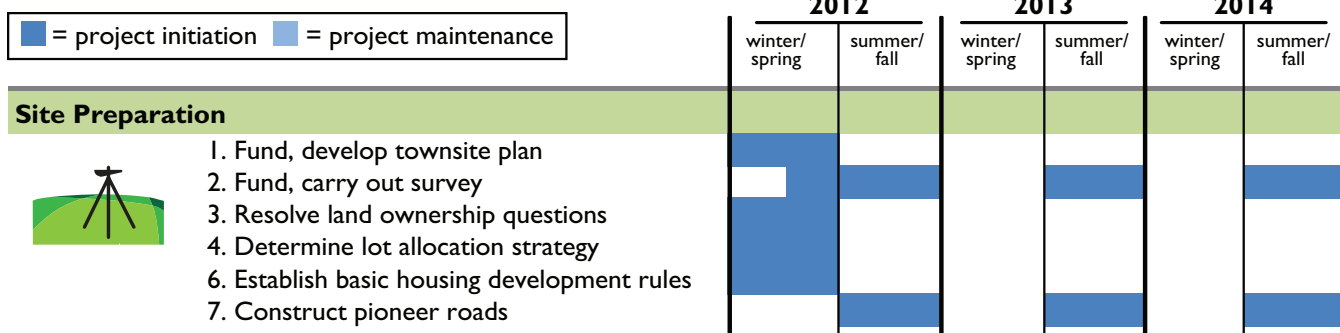 2012 2013 2014
= project initiation = project maintenance
winter/ summer/ winter/ summer/ winter/ summer/
spring fall spring fall spring fall
Site Preparation
1. Fund, develop townsite plan
2. Fund, carry out survey
3. Resolve land ownership questions
4. Determine lot allocation strategy
6. Establish basic housing development rules
7. Construct pioneer roads